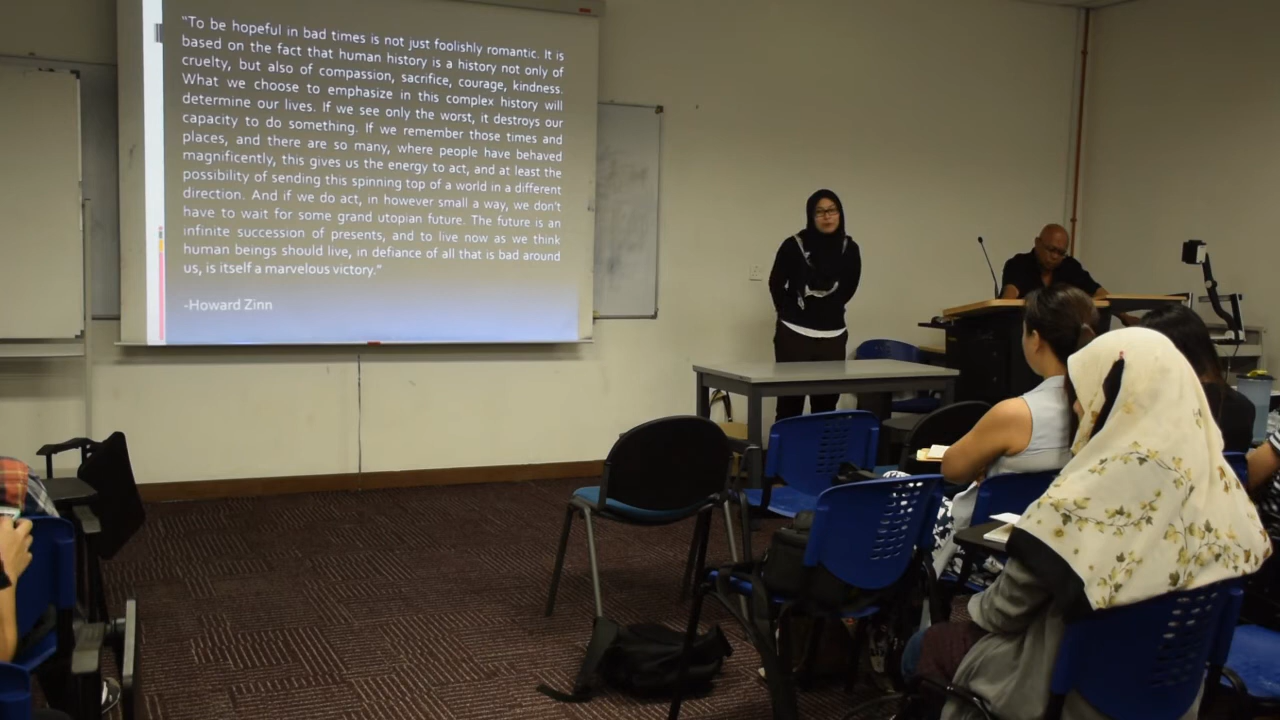 “To be hopeful in bad times is not just foolishly romantic. It is
based on the fact that human history is a history not only of
cruelty, but also of compassion, sacrifice, courage, kindness.
What we choose to emphasize in this complex history will
determine our lives. If we see only the worst, it destroys our
capacity to do something. If we remember those times and
places, and there are so many, where people have behaved
magnificently, this gives us the energy to act, and at least the
possibility of sending this spinning top of a world in a different
direction. And if we do act, in however small a way, we don’t
have to wait for some grand utopian future. The future is an
infinite succession of presents, and to live now as we think
human beings should live, in defiance of all that is bad around
us, is itself a marvelous victory.”
-Howard Zinn